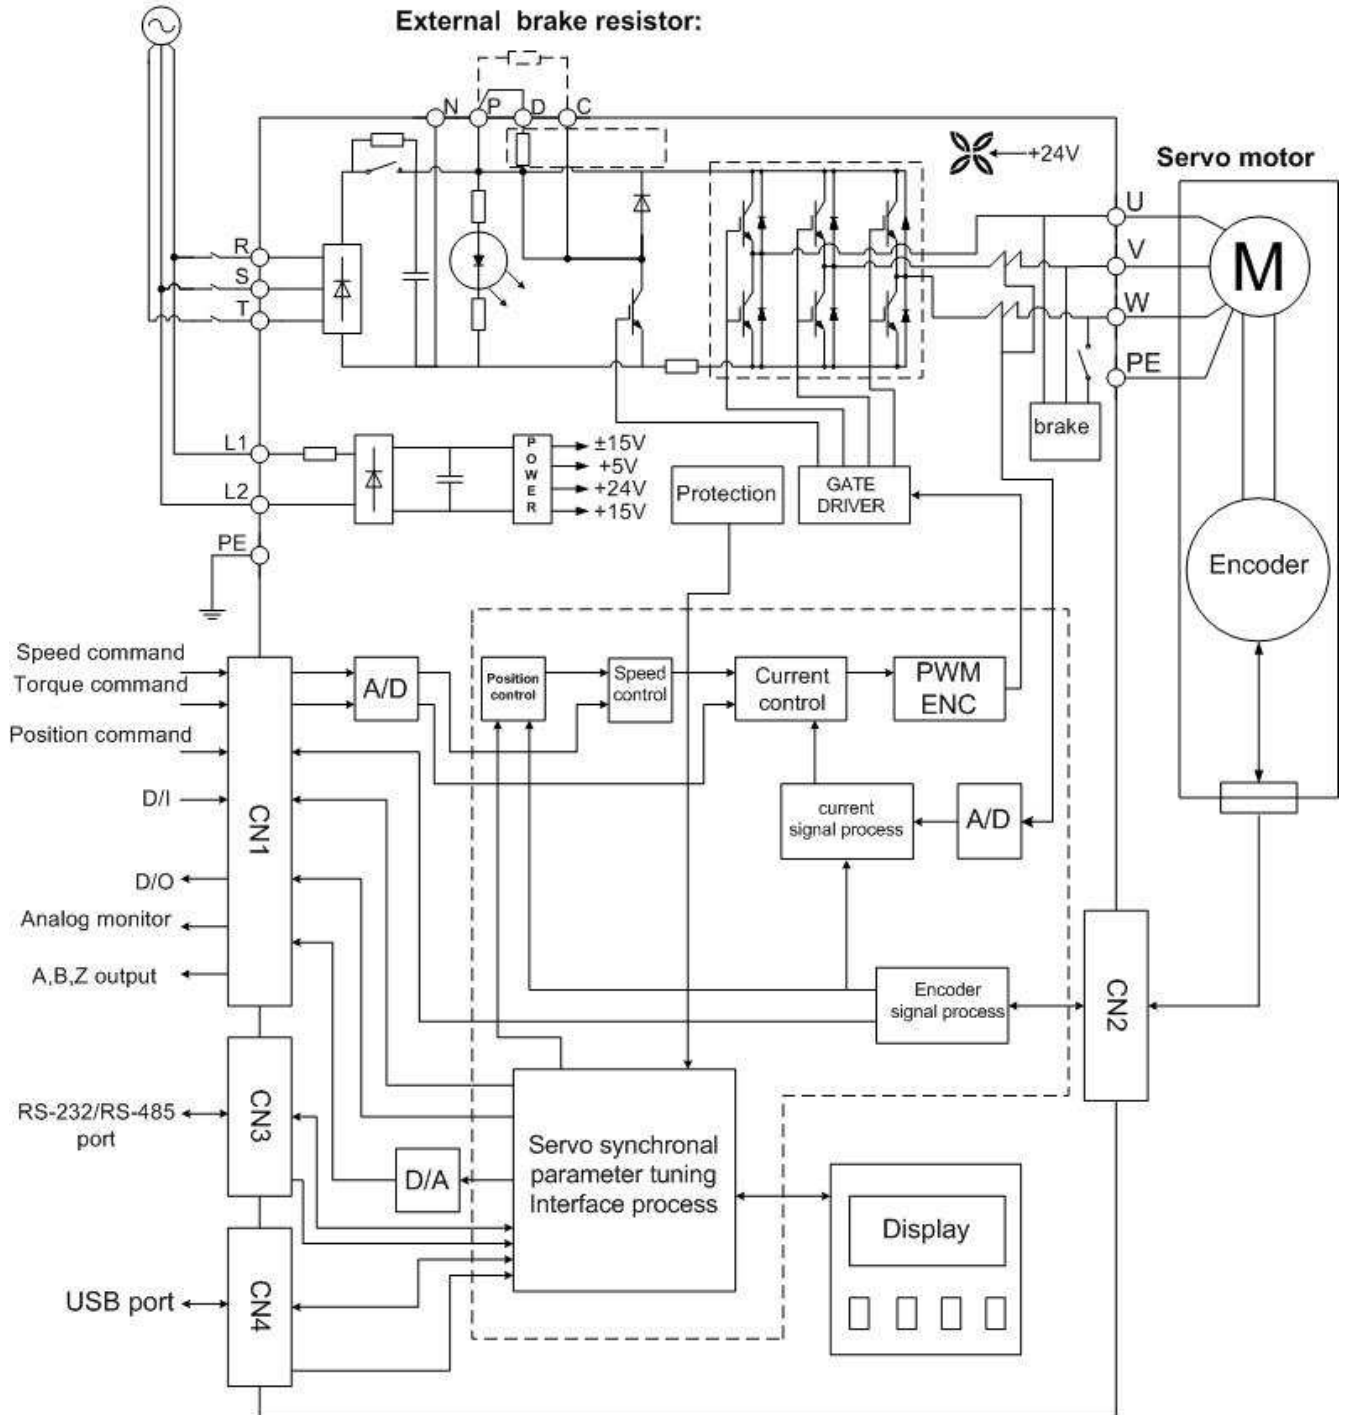 External brake resistor:
N P D C
+24V
Servo motor
U
V
W
PE
M
R
S
T
brake
L1
L2
PE
POWER
±15V
+5V
+24V
+15V
Protection
GATE
DRIVER
Encoder
Speed command
Torque command
Position command
D/I
D/O
Analog monitor
A,B,Z output
CN1
A/D
Position
control
Speed
control
Current
control
PWM
ENC
current
signal process
A/D
Encoder
signal process
CN2
RS-232/RS-485
port
CN3
D/A
Servo synchronal
parameter tuning
Interface process
Display
USB port
CN4